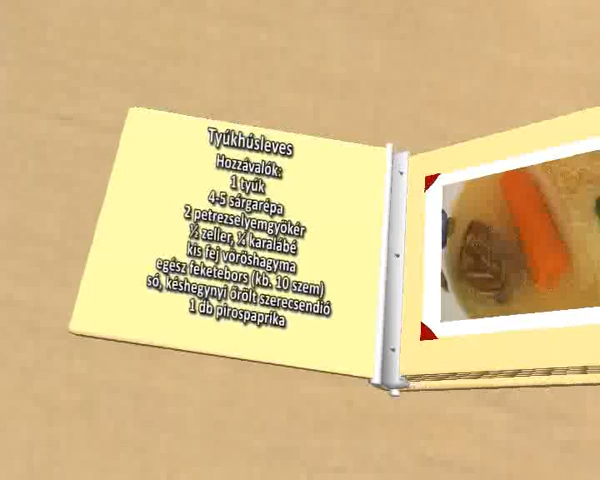 Tyúkhúsleves
Hozzávalók:
1 tyúk
4-5 sárgarépa
2 petrezselyemgyökér
½ zeller, ½ karalábé
kis fej vöröshagyma
egész feketebors (kb. 10 szem)
só, késhegynyi őrölt szerecsendió
1 db pirospaprika